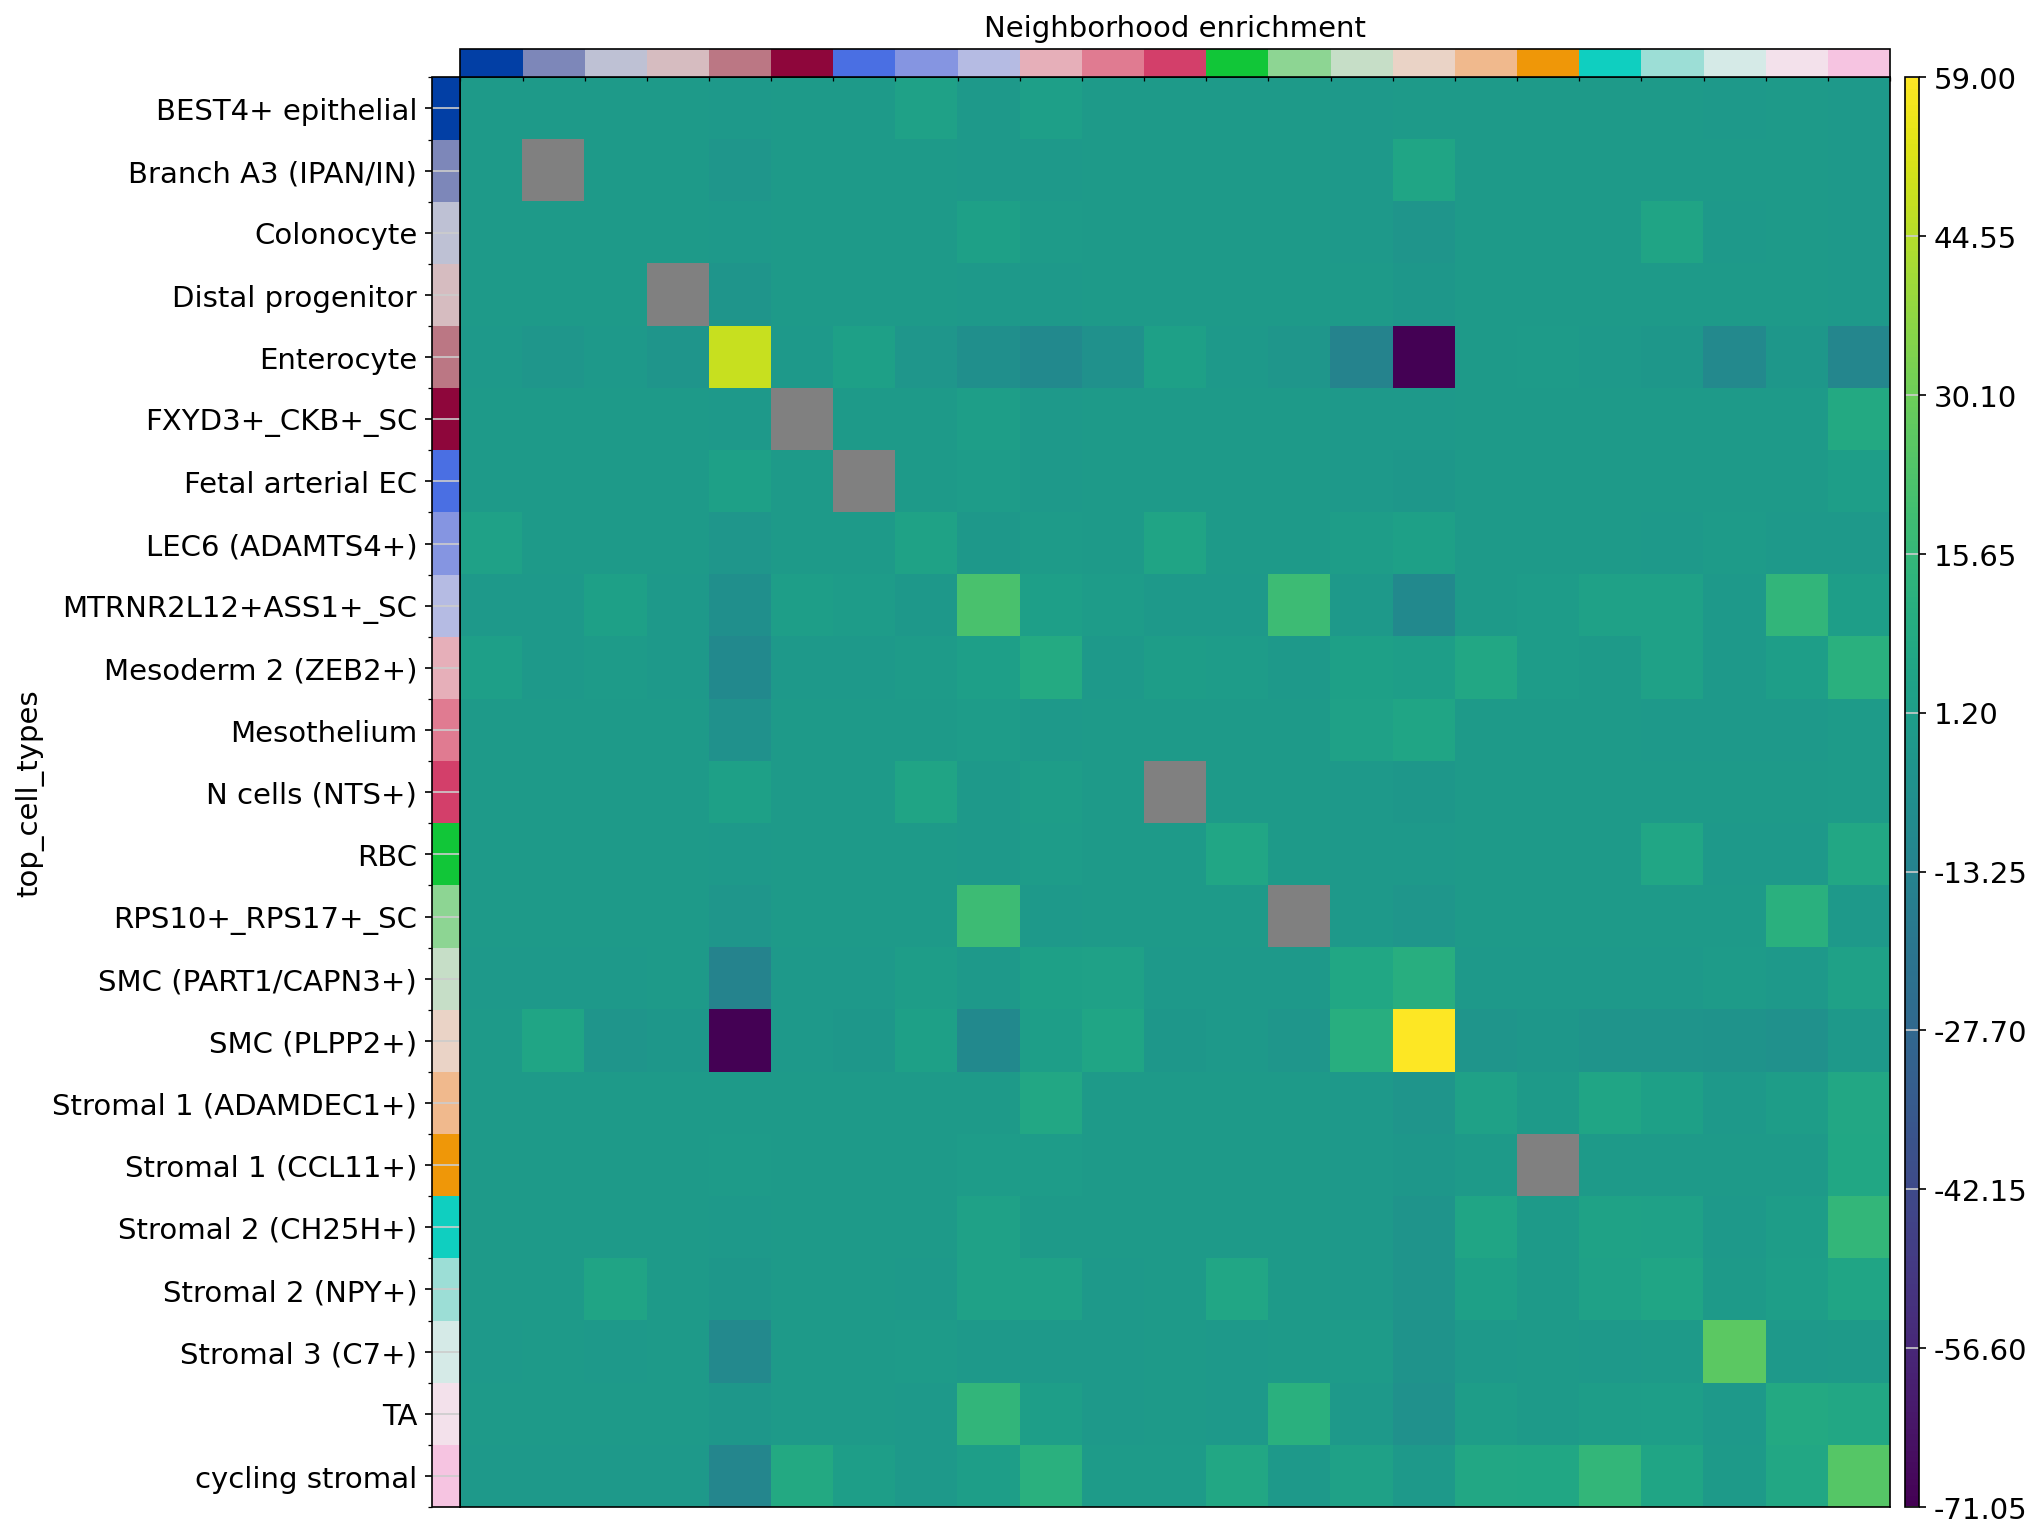 Neighborhood enrichment
top_cell_types
BEST4+ epithelial
Branch A3 (IPAN/IN)
Colonocyte
Distal progenitor
Enterocyte
FXYD3+_CKB+_SC
Fetal arterial EC
LEC6 (ADAMTS4+)
MTRNR2L12+ASS1+_SC
Mesoderm 2 (ZEB2+)
Mesothelium
N cells (NTS+)
RBC
RPS10+_RPS17+_SC
SMC (PART1/CAPN3+)
SMC (PLPP2+)
Stromal 1 (ADAMDEC1+)
Stromal 1 (CCL11+)
Stromal 2 (CH25H+)
Stromal 2 (NPY+)
Stromal 3 (C7+)
TA
cycling stromal
59.00
44.55
30.10
15.65
1.20
-13.25
-27.70
-42.15
-56.60
-71.05